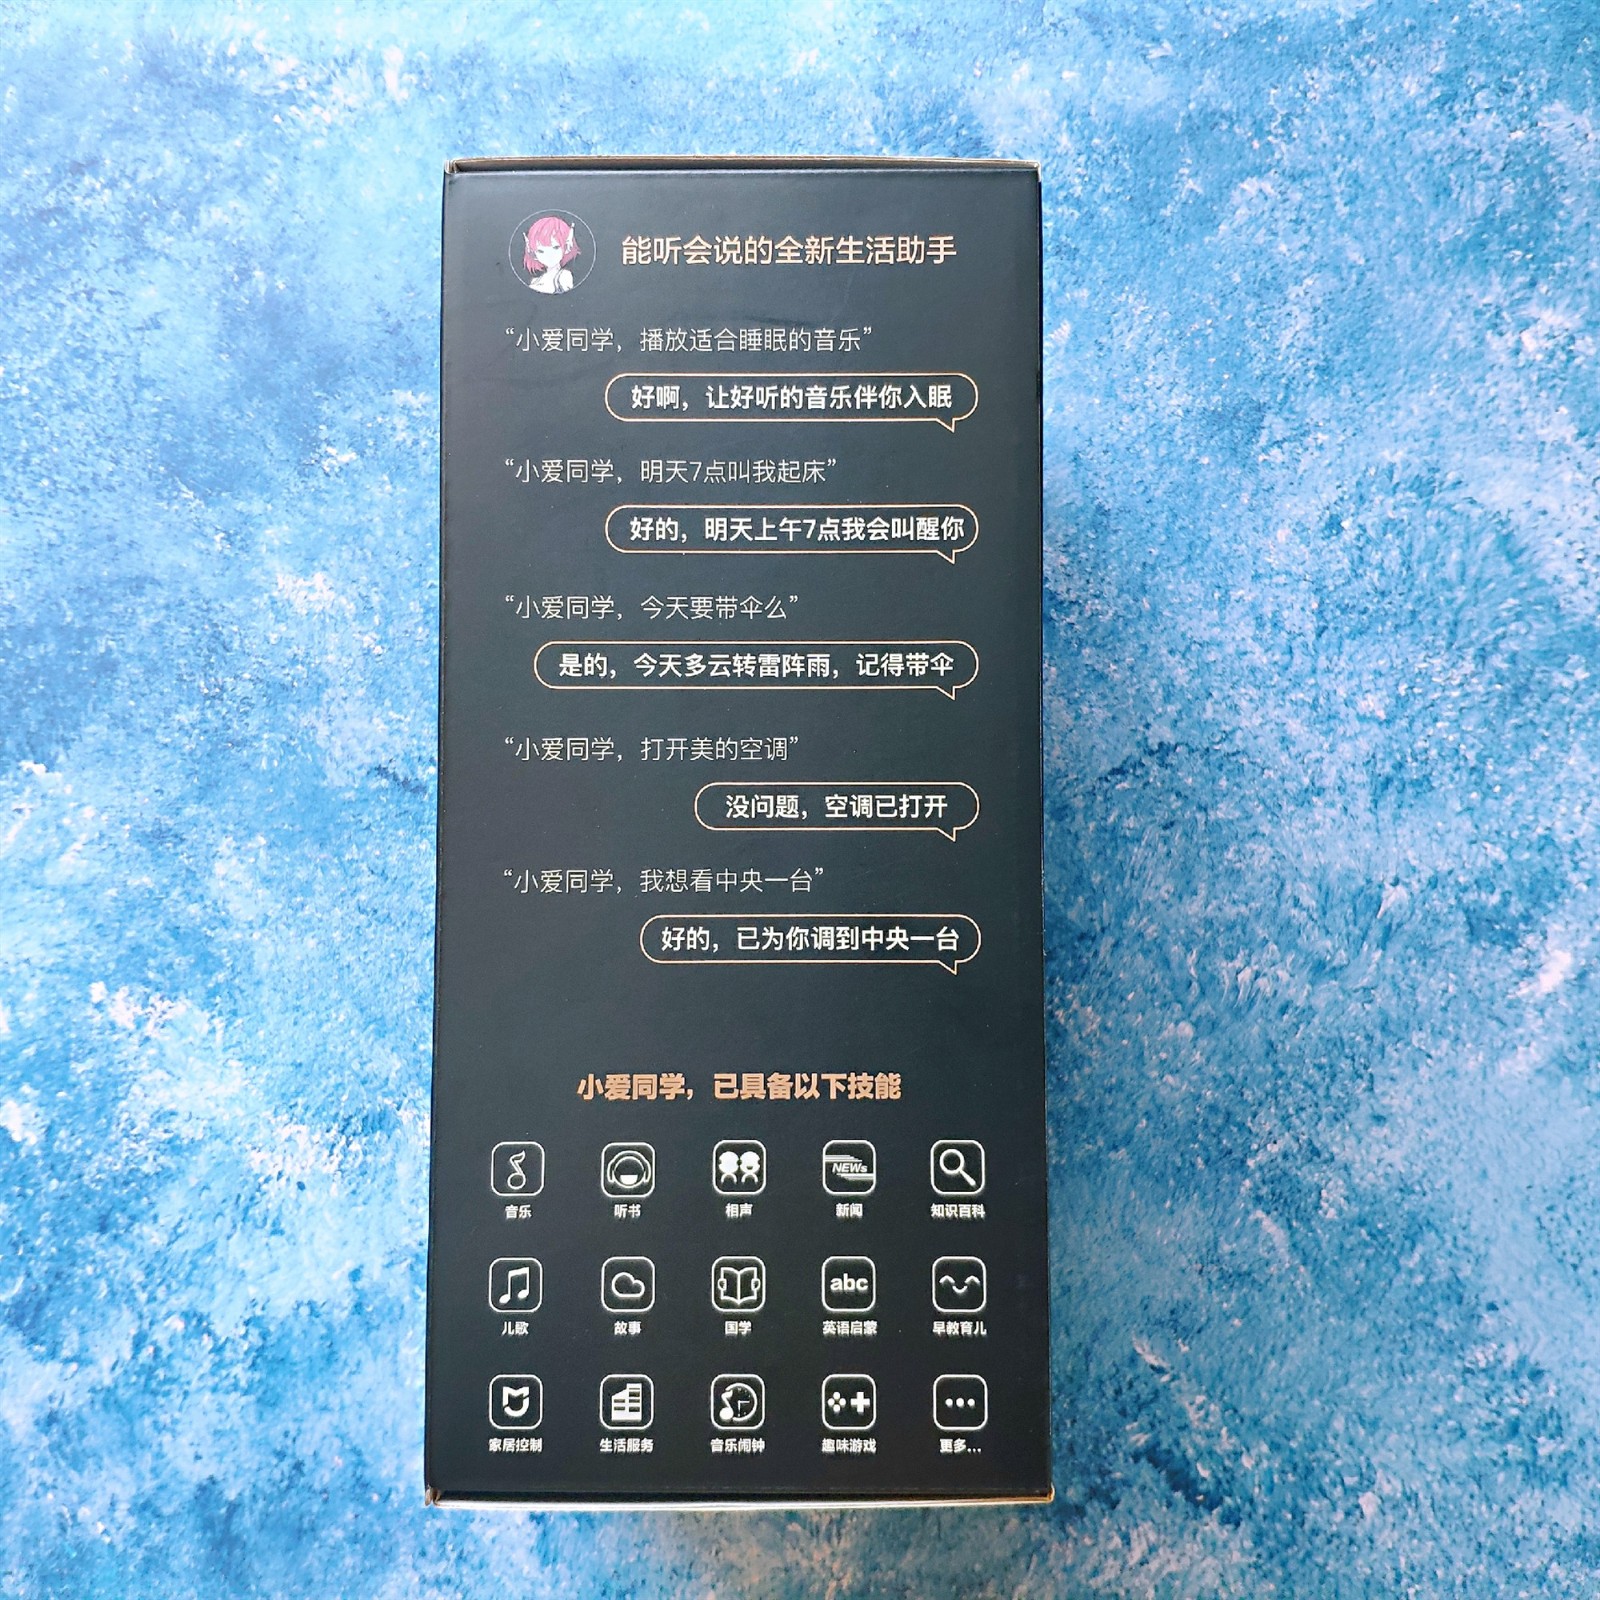 能听会说的全新生活助手
“小爱同学，播放适合睡眠的音乐”
好啊，让好听的音乐伴你入眠
“小爱同学，明天7点叫我起床”
好的，明天上午7点我会叫醒你
“小爱同学，今天要带伞么”
是的，今天多云转雷阵雨，记得带伞
“小爱同学，打开美的空调”
没问题，空调已打开
“小爱同学，我想看中央一台”
好的，已为你调到中央一台
小爱同学，已具备以下技能
NEWs
音乐 听书 相声 新闻 知识百科
abc
儿歌 故事 国学 英语启蒙 早教育儿
家居控制 生活服务 音乐闹钟 趣味游戏 更多...